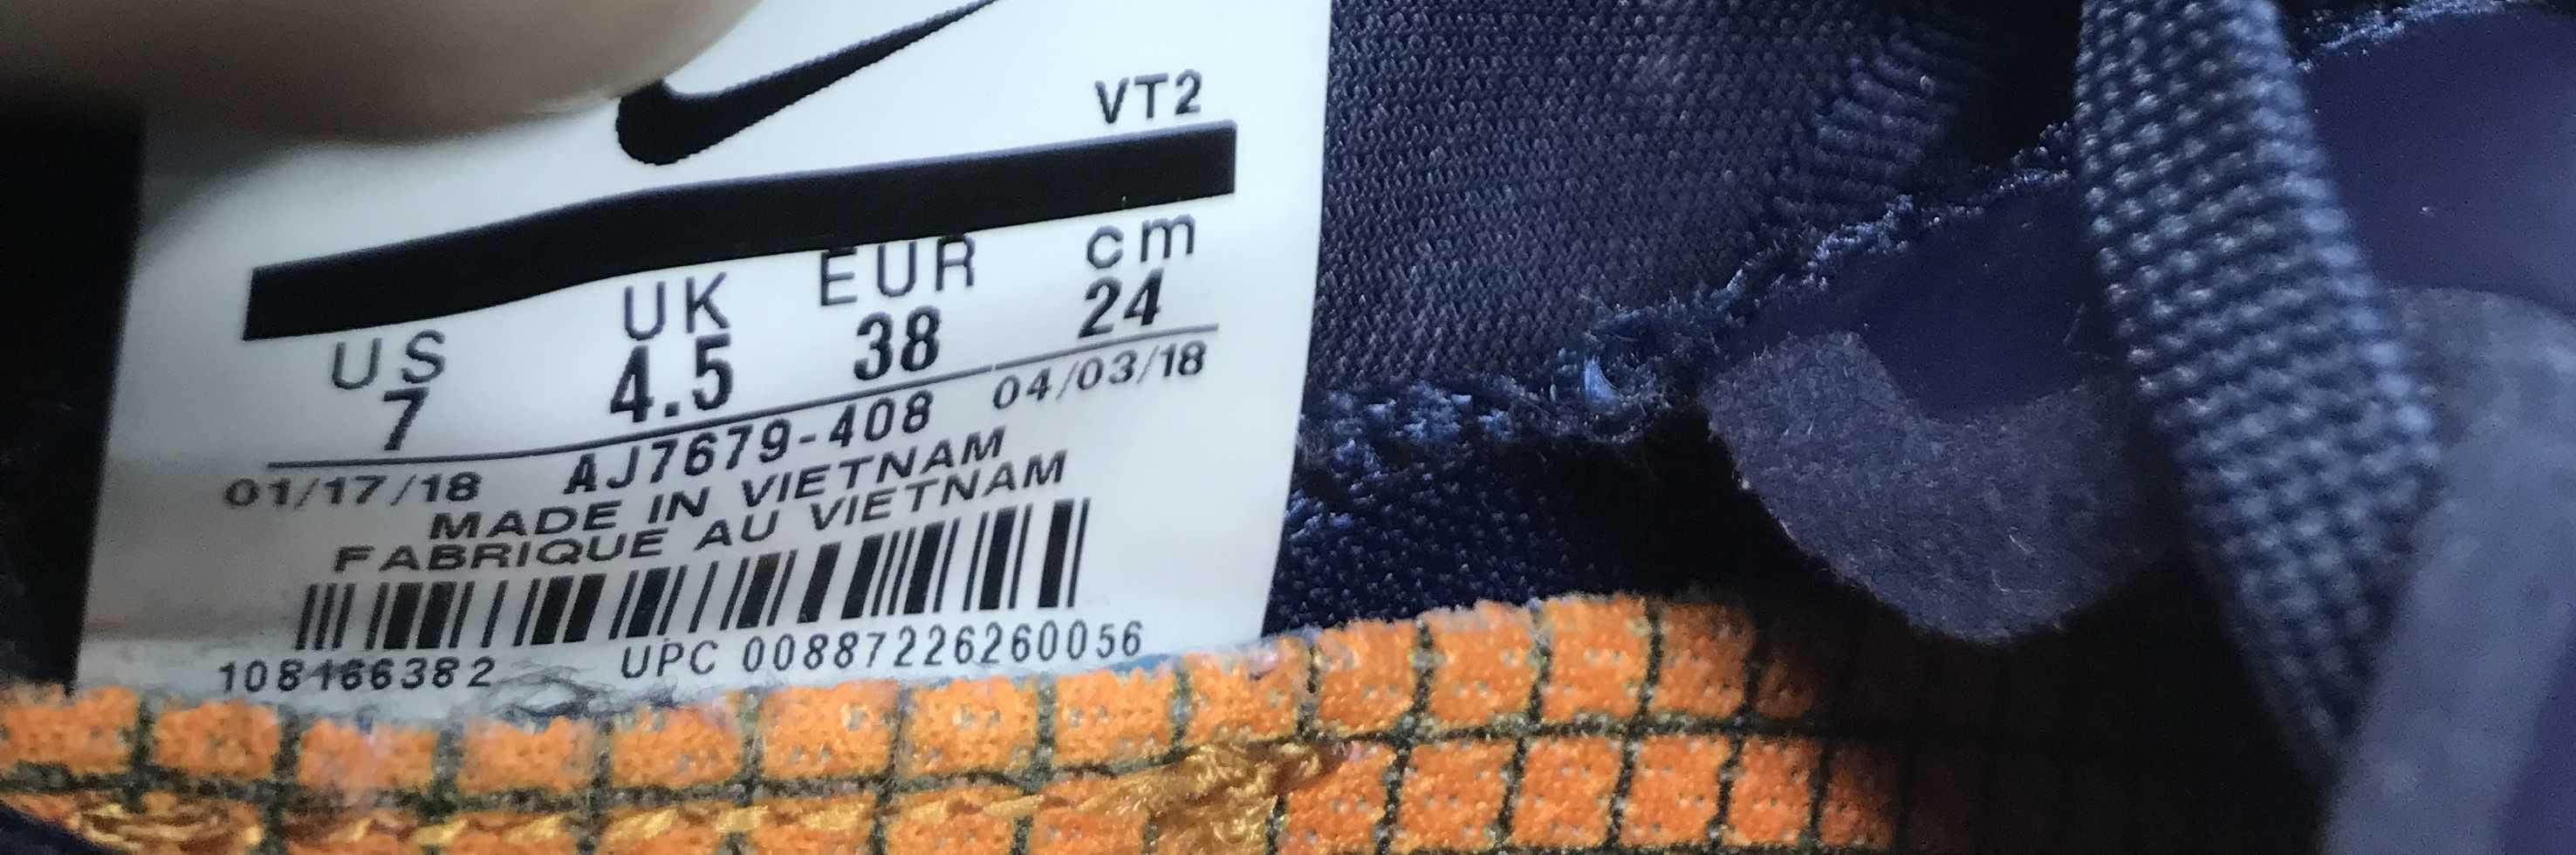 VT2
US UK EUR cm
7 4.5 38 24
01/17/18 AJ7679-408 04/03/18
MADE IN VIETNAM
FABRIQUE AU VIETNAM
108166382 UPC 00887226260056